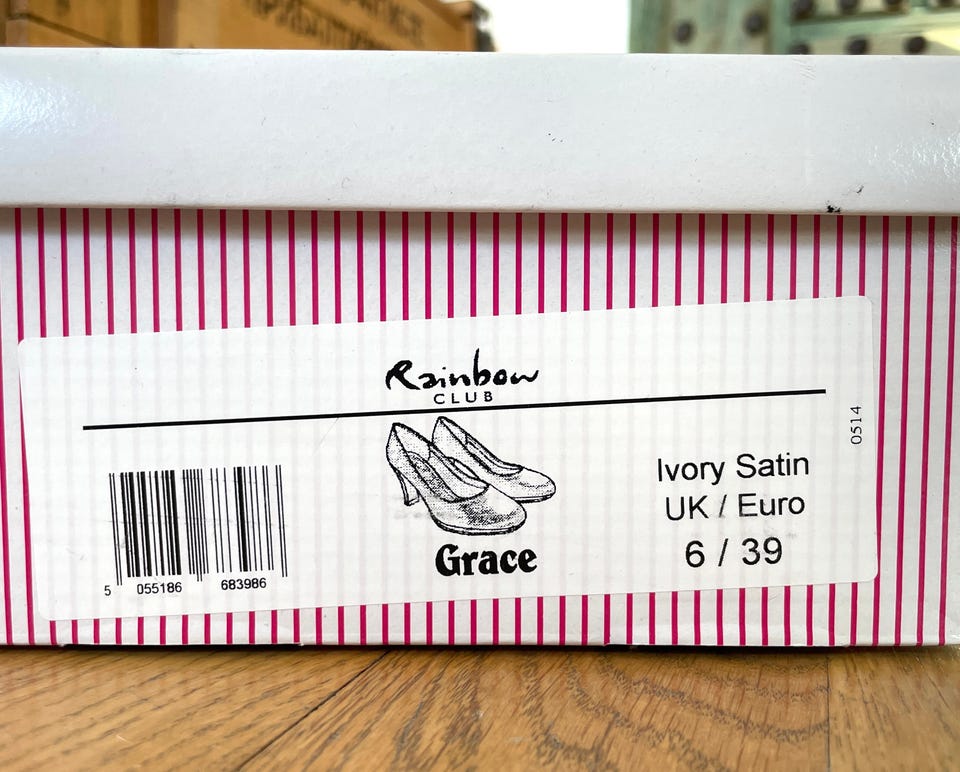 Rainbow
CLUB
0514
Ivory Satin
UK / Euro
6 / 39
Grace
5 055186 683986